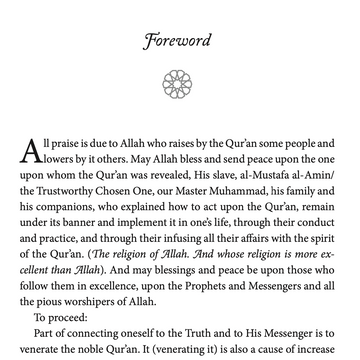 Foreword
All praise is due to Allah who raises by the Qur'an some people and
lowers by it others. May Allah bless and send peace upon the one
upon whom the Qur'an was revealed, His slave, al-Mustafa al-Amin/
the Trustworthy Chosen One, our Master Muhammad, his family and
his companions, who explained how to act upon the Qur'an, remain
under its banner and implement it in one's life, through their conduct
and practice, and through their infusing all their affairs with the spirit
of the Qur'an. (The religion of Allah. And whose religion is more ex-
cellent than Allah). And may blessings and peace be upon those who
follow them in excellence, upon the Prophets and Messengers and all
the pious worshipers of Allah.
To proceed:
Part of connecting oneself to the Truth and to His Messenger is to
venerate the noble Qur'an. It (venerating it) is also a cause of increase